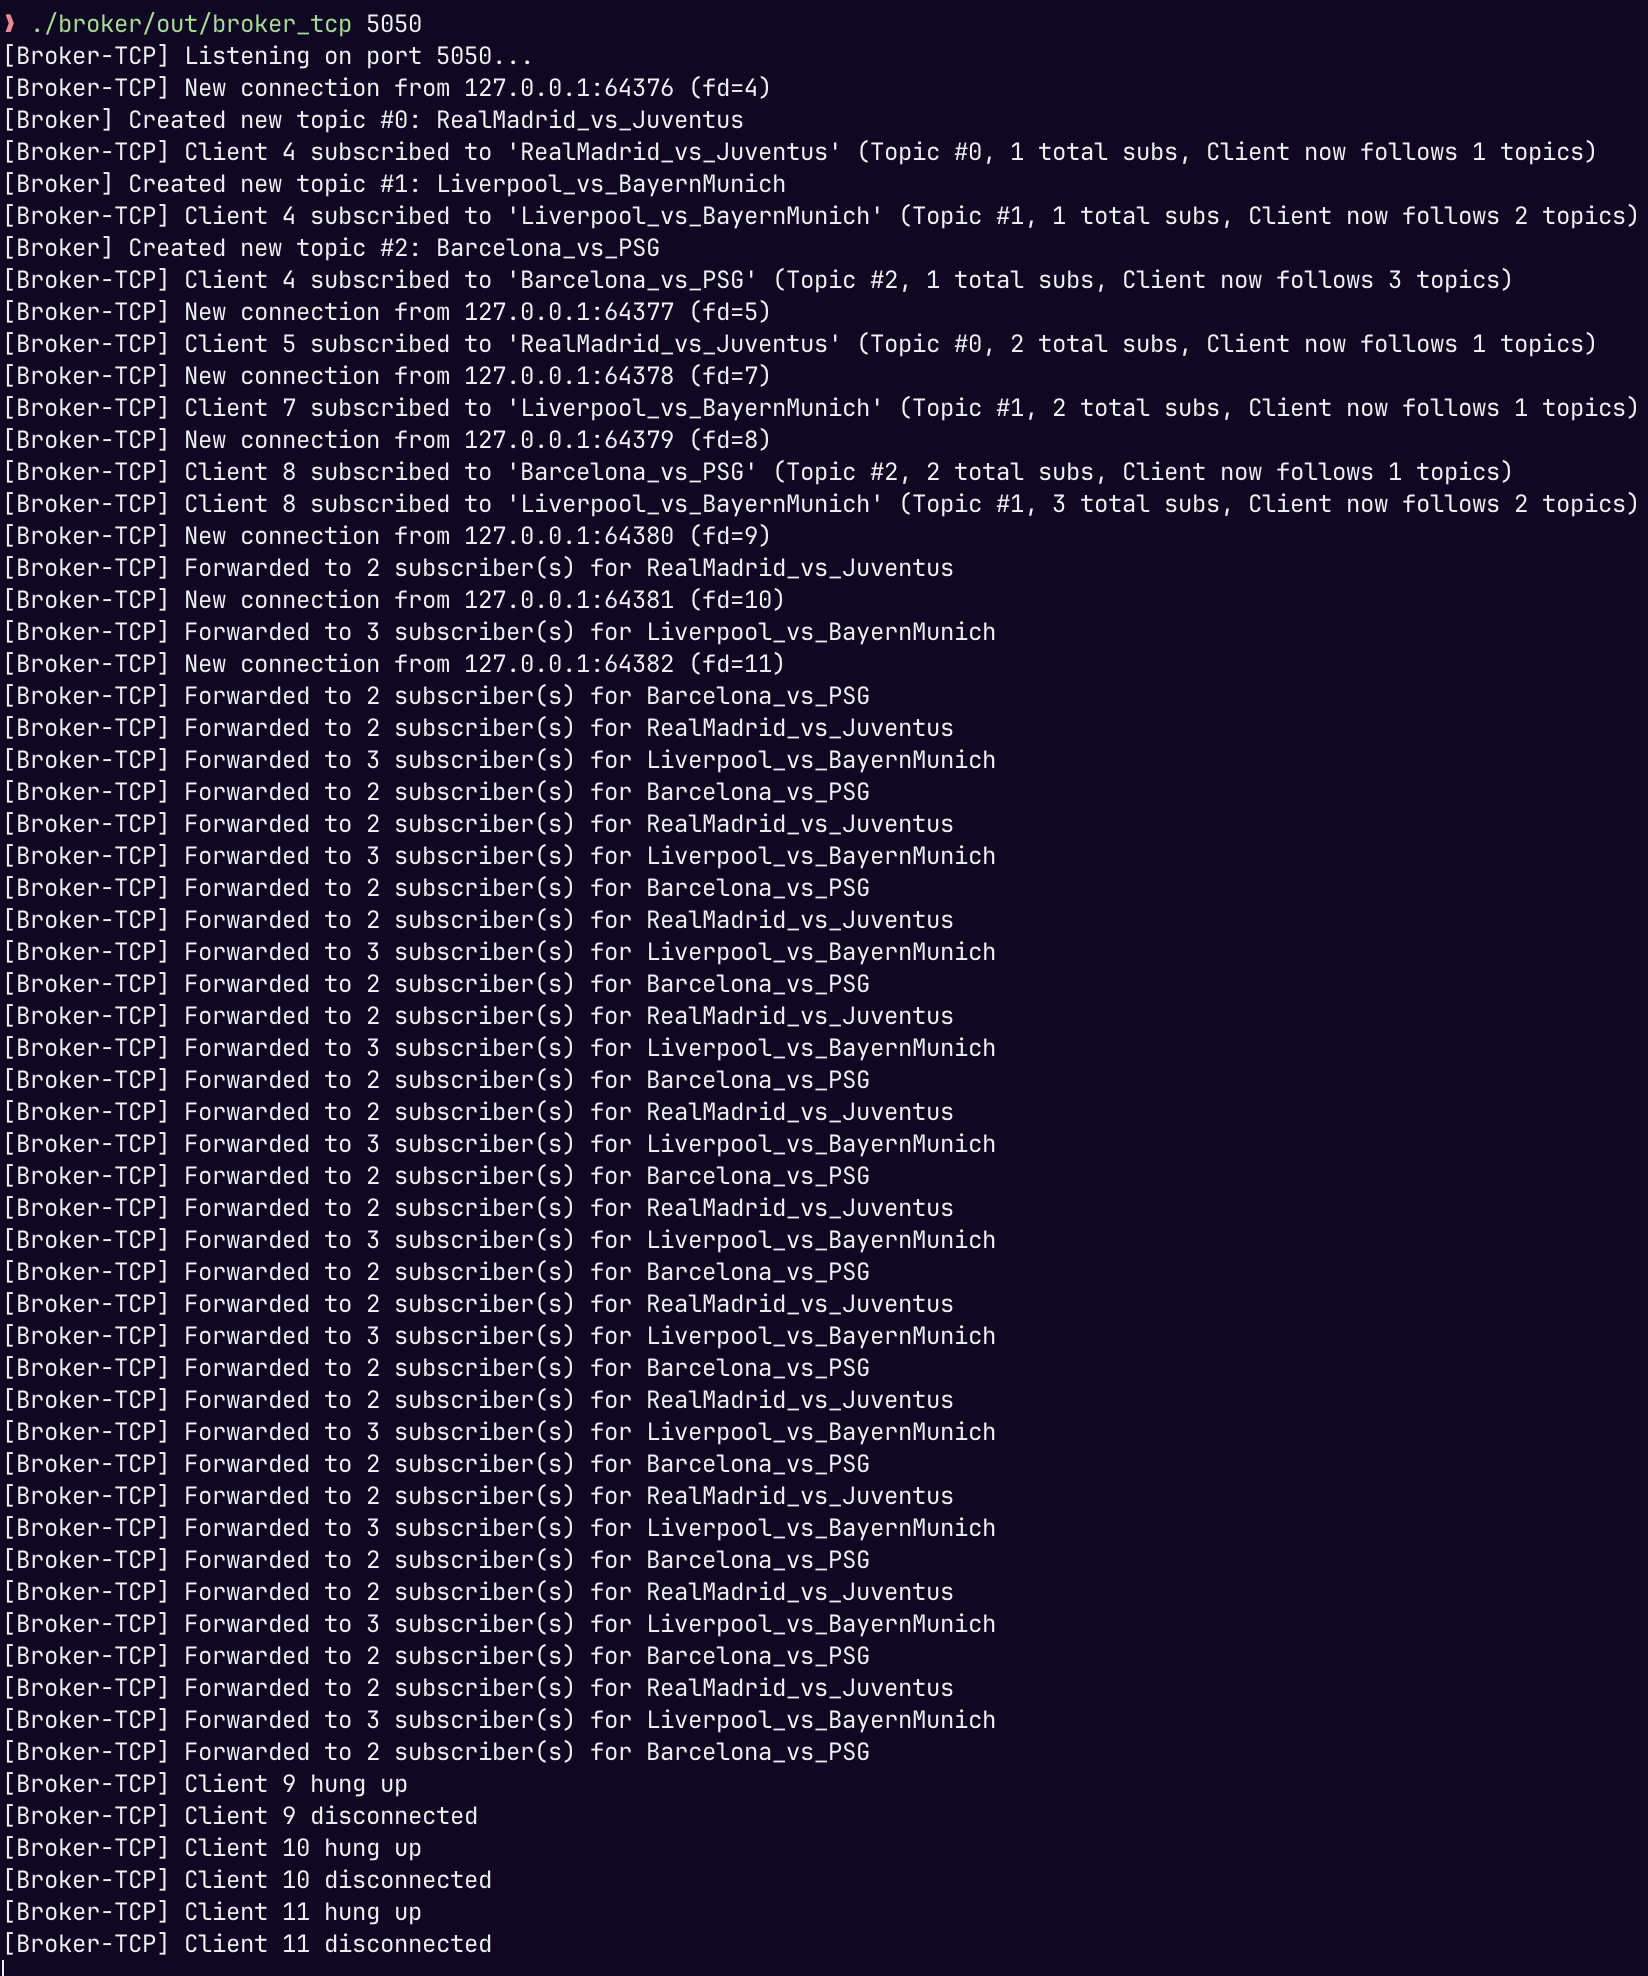 ❱ ./broker/out/broker_tcp 5050
[Broker-TCP] Listening on port 5050...
[Broker-TCP] New connection from 127.0.0.1:64376 (fd=4)
[Broker] Created new topic #0: RealMadrid_vs_Juventus
[Broker-TCP] Client 4 subscribed to 'RealMadrid_vs_Juventus' (Topic #0, 1 total subs, Client now follows 1 topics)
[Broker] Created new topic #1: Liverpool_vs_BayernMunich
[Broker-TCP] Client 4 subscribed to 'Liverpool_vs_BayernMunich' (Topic #1, 1 total subs, Client now follows 2 topics)
[Broker] Created new topic #2: Barcelona_vs_PSG
[Broker-TCP] Client 4 subscribed to 'Barcelona_vs_PSG' (Topic #2, 1 total subs, Client now follows 3 topics)
[Broker-TCP] New connection from 127.0.0.1:64377 (fd=5)
[Broker-TCP] Client 5 subscribed to 'RealMadrid_vs_Juventus' (Topic #0, 2 total subs, Client now follows 1 topics)
[Broker-TCP] New connection from 127.0.0.1:64378 (fd=7)
[Broker-TCP] Client 7 subscribed to 'Liverpool_vs_BayernMunich' (Topic #1, 2 total subs, Client now follows 1 topics)
[Broker-TCP] New connection from 127.0.0.1:64379 (fd=8)
[Broker-TCP] Client 8 subscribed to 'Barcelona_vs_PSG' (Topic #2, 2 total subs, Client now follows 1 topics)
[Broker-TCP] Client 8 subscribed to 'Liverpool_vs_BayernMunich' (Topic #1, 3 total subs, Client now follows 2 topics)
[Broker-TCP] New connection from 127.0.0.1:64380 (fd=9)
[Broker-TCP] Forwarded to 2 subscriber(s) for RealMadrid_vs_Juventus
[Broker-TCP] New connection from 127.0.0.1:64381 (fd=10)
[Broker-TCP] Forwarded to 3 subscriber(s) for Liverpool_vs_BayernMunich
[Broker-TCP] New connection from 127.0.0.1:64382 (fd=11)
[Broker-TCP] Forwarded to 2 subscriber(s) for Barcelona_vs_PSG
[Broker-TCP] Forwarded to 2 subscriber(s) for RealMadrid_vs_Juventus
[Broker-TCP] Forwarded to 3 subscriber(s) for Liverpool_vs_BayernMunich
[Broker-TCP] Forwarded to 2 subscriber(s) for Barcelona_vs_PSG
[Broker-TCP] Forwarded to 2 subscriber(s) for RealMadrid_vs_Juventus
[Broker-TCP] Forwarded to 3 subscriber(s) for Liverpool_vs_BayernMunich
[Broker-TCP] Forwarded to 2 subscriber(s) for Barcelona_vs_PSG
[Broker-TCP] Forwarded to 2 subscriber(s) for RealMadrid_vs_Juventus
[Broker-TCP] Forwarded to 3 subscriber(s) for Liverpool_vs_BayernMunich
[Broker-TCP] Forwarded to 2 subscriber(s) for Barcelona_vs_PSG
[Broker-TCP] Forwarded to 2 subscriber(s) for RealMadrid_vs_Juventus
[Broker-TCP] Forwarded to 3 subscriber(s) for Liverpool_vs_BayernMunich
[Broker-TCP] Forwarded to 2 subscriber(s) for Barcelona_vs_PSG
[Broker-TCP] Forwarded to 2 subscriber(s) for RealMadrid_vs_Juventus
[Broker-TCP] Forwarded to 3 subscriber(s) for Liverpool_vs_BayernMunich
[Broker-TCP] Forwarded to 2 subscriber(s) for Barcelona_vs_PSG
[Broker-TCP] Forwarded to 2 subscriber(s) for RealMadrid_vs_Juventus
[Broker-TCP] Forwarded to 3 subscriber(s) for Liverpool_vs_BayernMunich
[Broker-TCP] Forwarded to 2 subscriber(s) for Barcelona_vs_PSG
[Broker-TCP] Forwarded to 2 subscriber(s) for RealMadrid_vs_Juventus
[Broker-TCP] Forwarded to 3 subscriber(s) for Liverpool_vs_BayernMunich
[Broker-TCP] Forwarded to 2 subscriber(s) for Barcelona_vs_PSG
[Broker-TCP] Forwarded to 2 subscriber(s) for RealMadrid_vs_Juventus
[Broker-TCP] Forwarded to 3 subscriber(s) for Liverpool_vs_BayernMunich
[Broker-TCP] Forwarded to 2 subscriber(s) for Barcelona_vs_PSG
[Broker-TCP] Forwarded to 2 subscriber(s) for RealMadrid_vs_Juventus
[Broker-TCP] Forwarded to 3 subscriber(s) for Liverpool_vs_BayernMunich
[Broker-TCP] Forwarded to 2 subscriber(s) for Barcelona_vs_PSG
[Broker-TCP] Forwarded to 2 subscriber(s) for RealMadrid_vs_Juventus
[Broker-TCP] Forwarded to 3 subscriber(s) for Liverpool_vs_BayernMunich
[Broker-TCP] Forwarded to 2 subscriber(s) for Barcelona_vs_PSG
[Broker-TCP] Forwarded to 2 subscriber(s) for RealMadrid_vs_Juventus
[Broker-TCP] Forwarded to 3 subscriber(s) for Liverpool_vs_BayernMunich
[Broker-TCP] Forwarded to 2 subscriber(s) for Barcelona_vs_PSG
[Broker-TCP] Client 9 hung up
[Broker-TCP] Client 9 disconnected
[Broker-TCP] Client 10 hung up
[Broker-TCP] Client 10 disconnected
[Broker-TCP] Client 11 hung up
[Broker-TCP] Client 11 disconnected